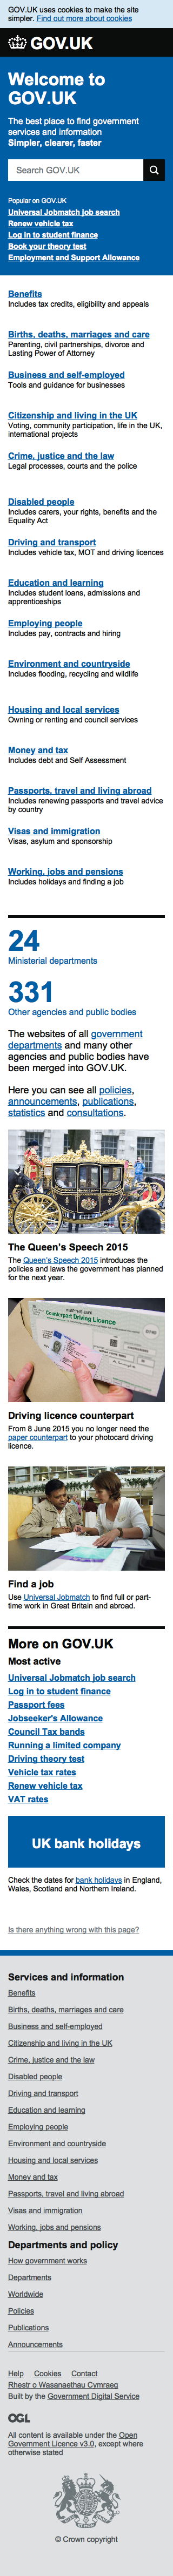 GOV.UK uses cookies to make the site
simpler. Find out more about cookies
GOV.UK
Welcome to
GOV.UK
The best place to find government
services and information
Simpler, clearer, faster
Search GOV.UK
Popular on GOV.UK
Universal Jobmatch job search
Renew vehicle tax
Log in to student finance
Book your theory test
Employment and Support Allowance
Benefits
Includes tax credits, eligibility and appeals
Births, deaths, marriages and care
Parenting, civil partnerships, divorce and
Lasting Power of Attorney
Business and self-employed
Tools and guidance for businesses
Citizenship and living in the UK
Voting, community participation, life in the UK,
international projects
Crime, justice and the law
Legal processes, courts and the police
Disabled people
Includes carers, your rights, benefits and the
Equality Act
Driving and transport
Includes vehicle tax, MOT and driving licences
Education and learning
Includes student loans, admissions and
apprenticeships
Employing people
Includes pay, contracts and hiring
Environment and countryside
Includes flooding, recycling and wildlife
Housing and local services
Owning or renting and council services
Money and tax
Includes debt and Self Assessment
Passports, travel and living abroad
Includes renewing passports and travel advice
by country
Visas and immigration
Visas, asylum and sponsorship
Working, jobs and pensions
Includes holidays and finding a job
24
Ministerial departments
331
Other agencies and public bodies
The websites of all government
departments and many other
agencies and public bodies have
been merged into GOV.UK.
Here you can see all policies,
announcements, publications,
statistics and consultations.
The Queen's Speech 2015
The Queen's Speech 2015 introduces the
policies and laws the government has planned
for the next year.
Counterpart Driving Licence
Driving licence counterpart
From 8 June 2015 you no longer need the
paper counterpart to your photocard driving
licence.
Find a job
Use Universal Jobmatch to find full or part-
time work in Great Britain and abroad.
More on GOV.UK
Most active
Universal Jobmatch job search
Log in to student finance
Passport fees
Jobseeker's Allowance
Council Tax bands
Running a limited company
Driving theory test
Vehicle tax rates
Renew vehicle tax
VAT rates
UK bank holidays
Check the dates for bank holidays in England,
Wales, Scotland and Northern Ireland.
Is there anything wrong with this page?
Services and information
Benefits
Births, deaths, marriages and care
Business and self-employed
Citizenship and living in the UK
Crime, justice and the law
Disabled people
Driving and transport
Education and learning
Employing people
Environment and countryside
Housing and local services
Money and tax
Passports, travel and living abroad
Visas and immigration
Working, jobs and pensions
Departments and policy
How government works
Departments
Worldwide
Policies
Publications
Announcements
Help Cookies Contact
Rhestr o Wasanaethau Cymraeg
Built by the Government Digital Service
OGL
All content is available under the Open
Government Licence v3.0, except where
otherwise stated
© Crown copyright